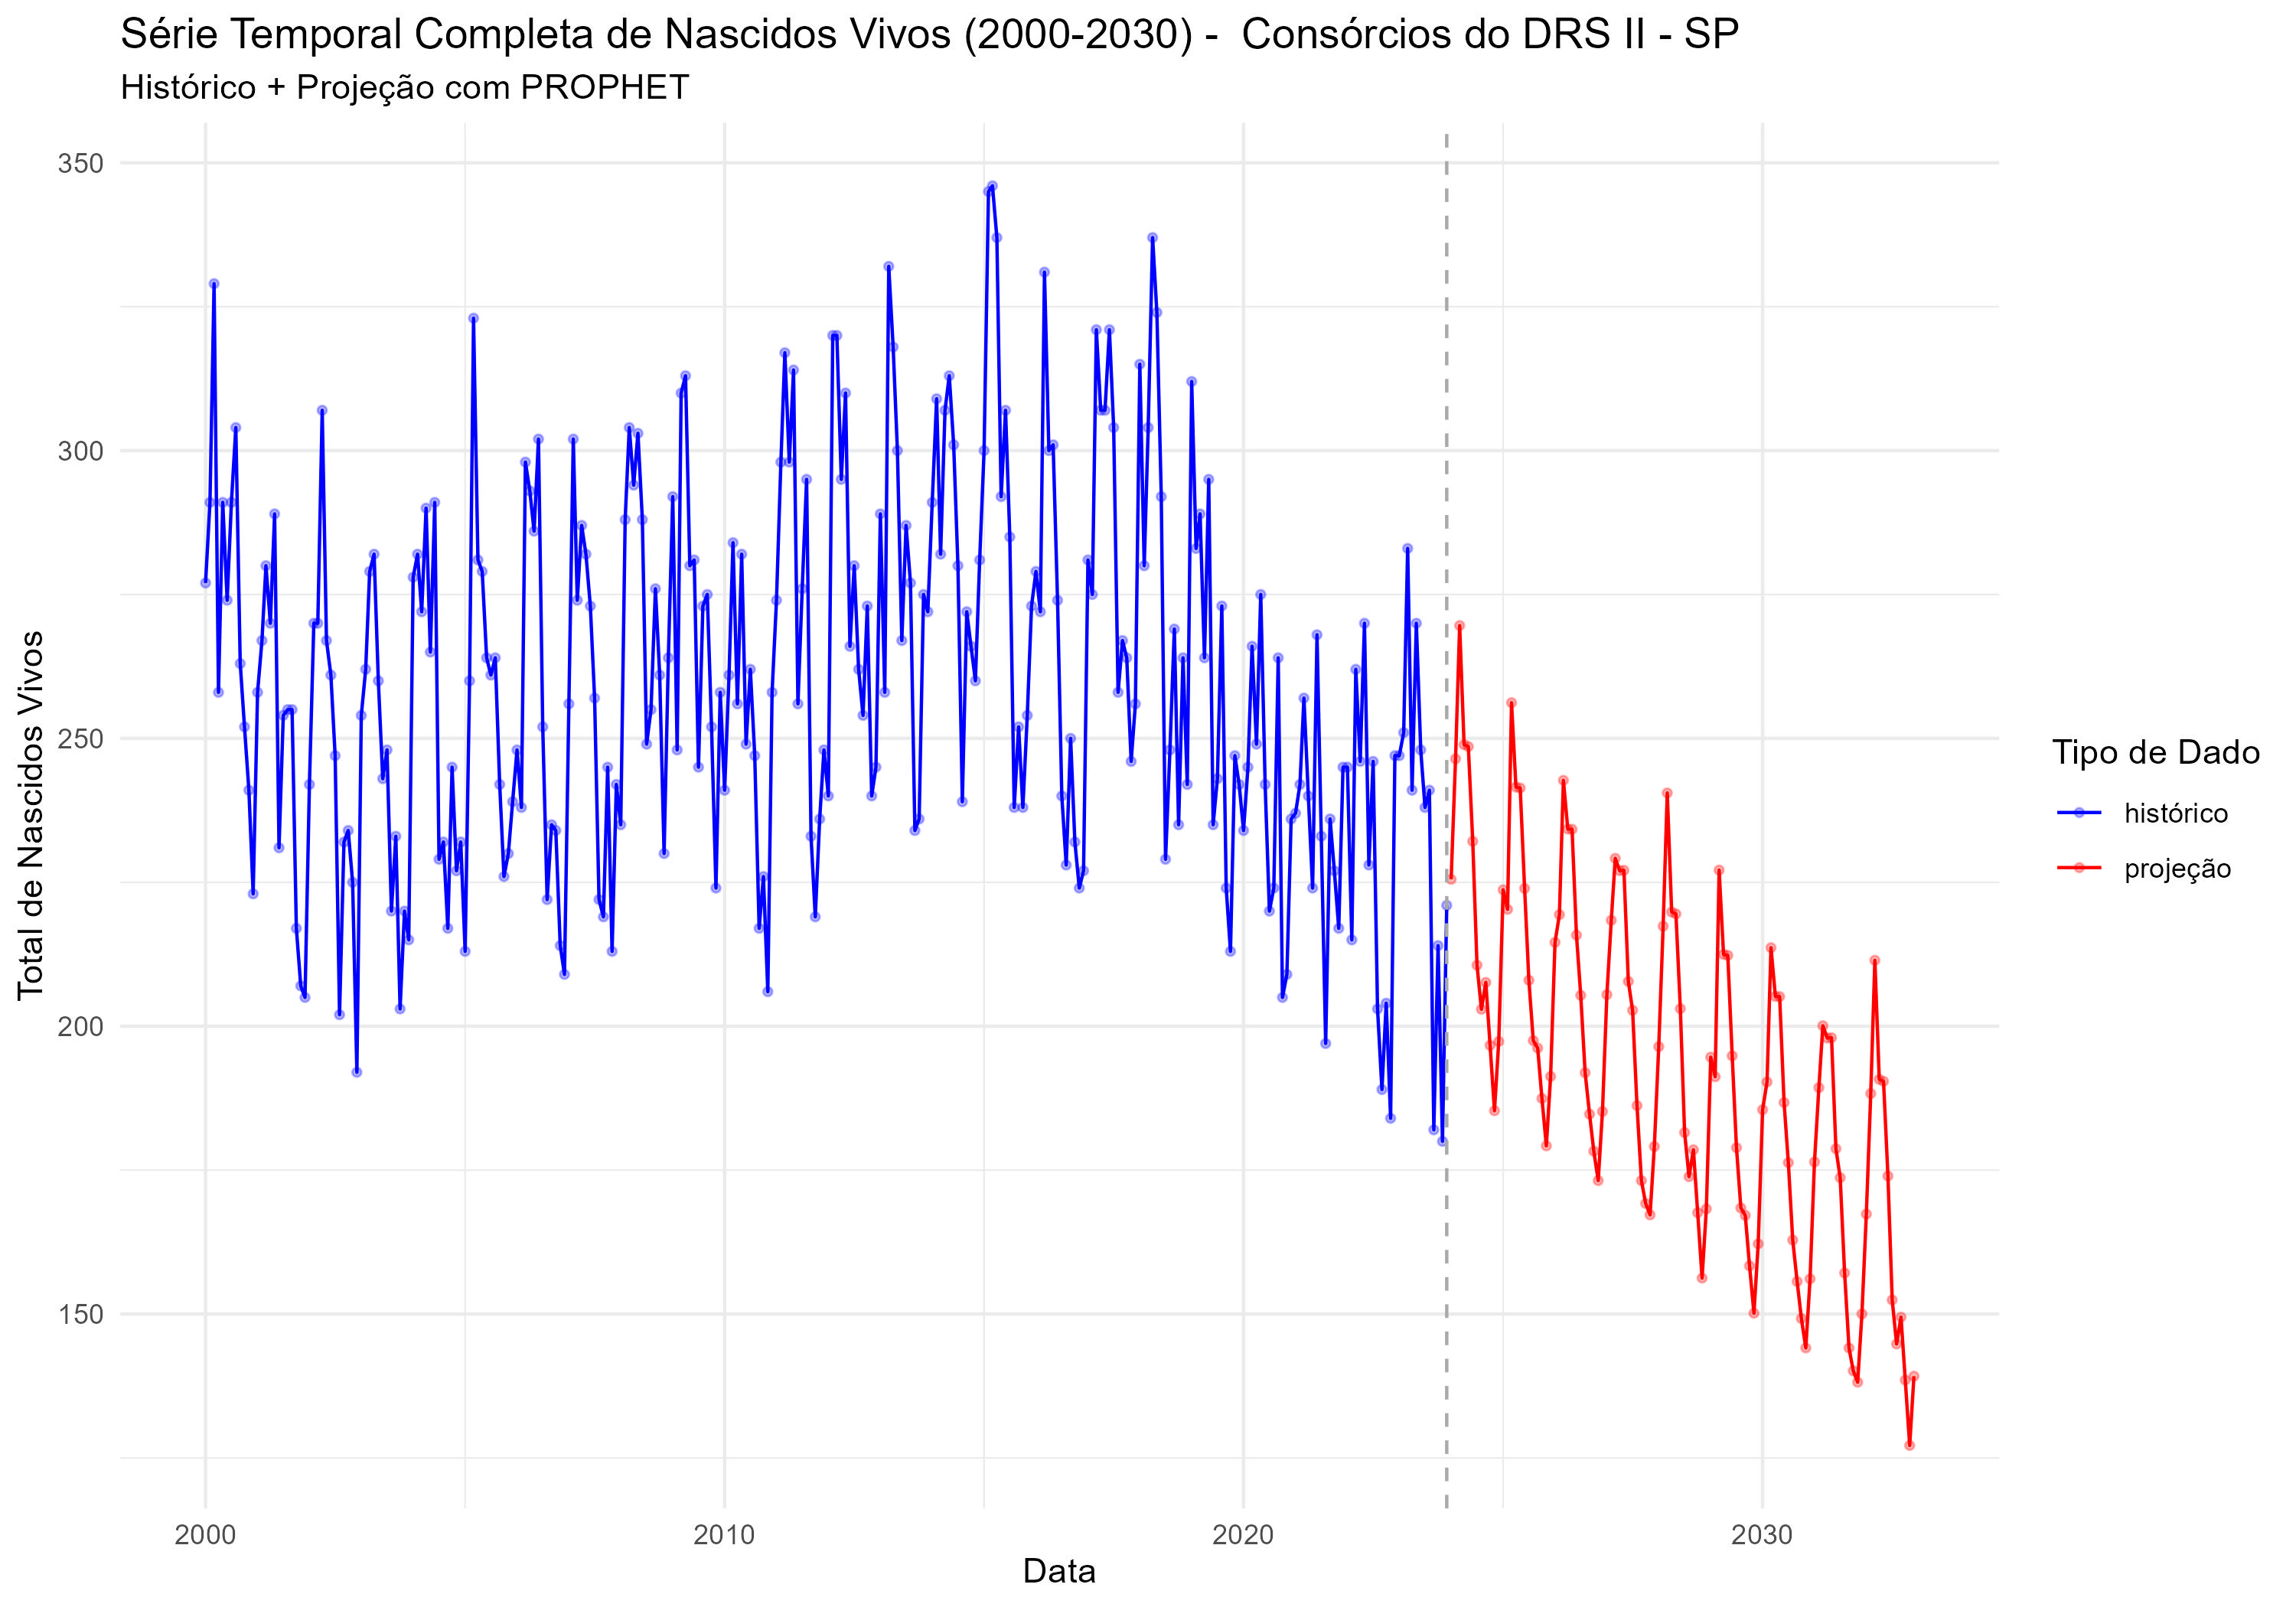 Série Temporal Completa de Nascidos Vivos (2000-2030) -  Consórcios do DRS II - SP
Histórico + Projeção com PROPHET
Total de Nascidos Vivos
350
300
250
200
150
2000
2010
2020
2030
Data
Tipo de Dado
histórico
projeção